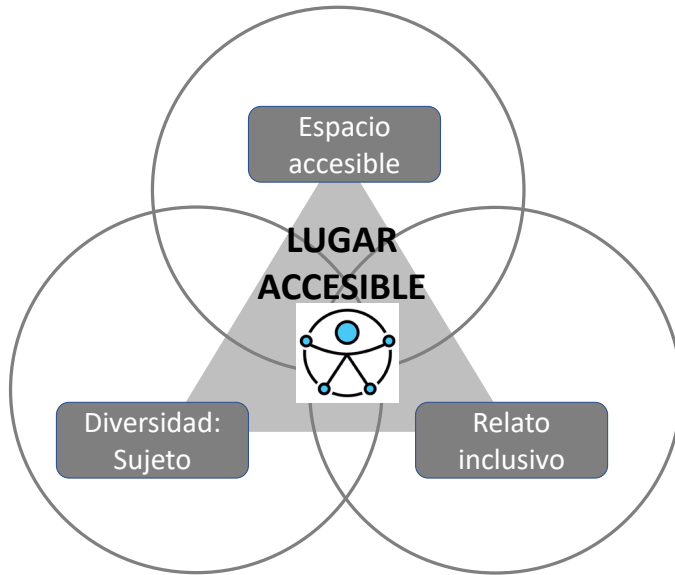 Espacio
accesible
LUGAR
ACCESIBLE
Diversidad:
Sujeto
Relato
inclusivo